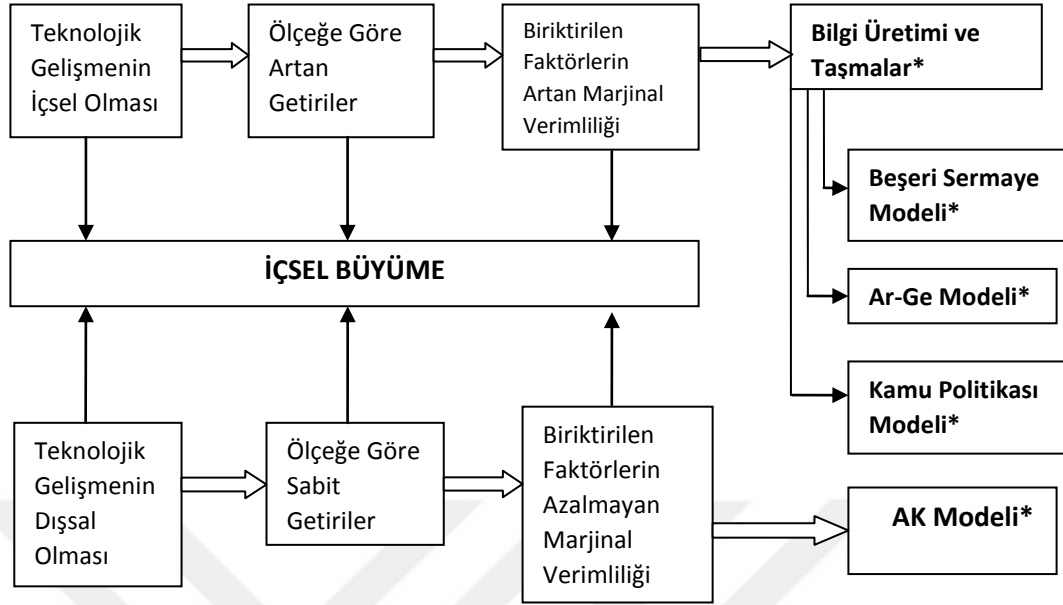 Teknolojik
Gelişmenin
İçsel Olması
Ölçeğe Göre
Artan
Getiriler
Biriktirilen
Faktörlerin
Artan Marjinal
Verimliliği
Bilgi Üretimi ve
Taşmalar*
Beşeri Sermaye
Modeli*
İÇSEL BÜYÜME
Ar-Ge Modeli*
Kamu Politikası
Modeli*
Teknolojik
Gelişmenin
Dışsal
Olması
Ölçeğe Göre
Sabit
Getiriler
Biriktirilen
Faktörlerin
Azalmayan
Marjinal
Verimliliği
AK Modeli*